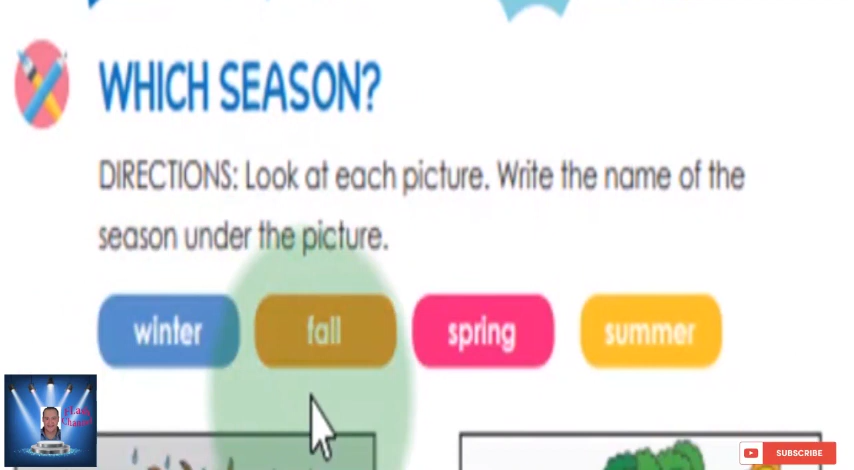 WHICH SEASON?
DIRECTIONS: Look at each picture. Write the name of the
season under the picture.
winter fall spring summer
SUBSCRIBE